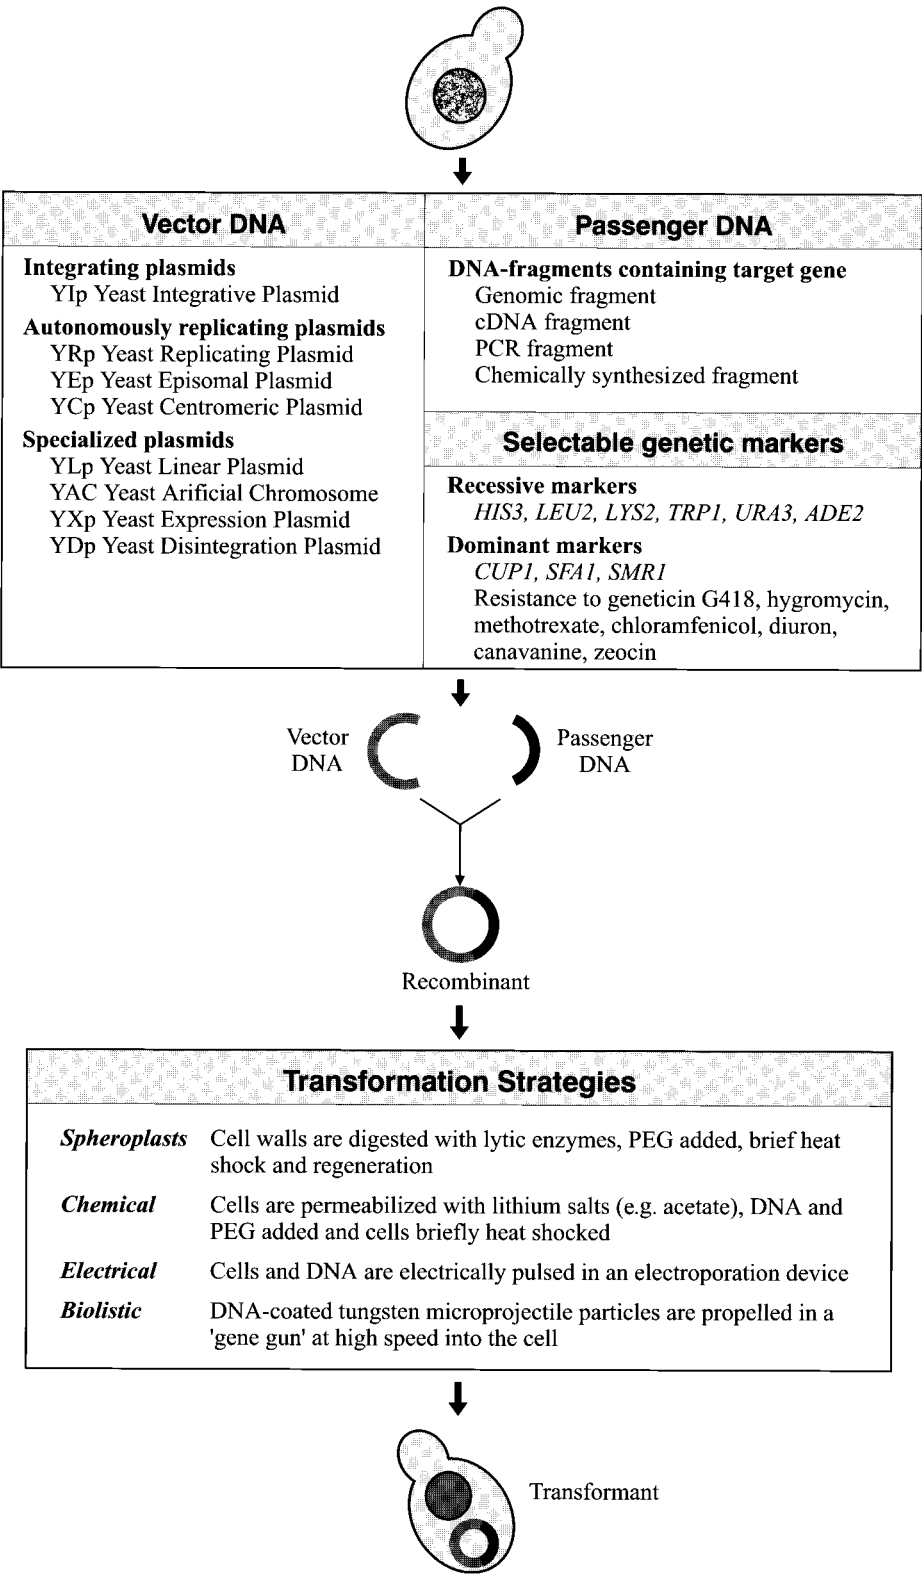 Vector DNA
Integrating plasmids
YIp Yeast Integrative Plasmid
Autonomously replicating plasmids
YRp Yeast Replicating Plasmid
YEp Yeast Episomal Plasmid
YCp Yeast Centromeric Plasmid
Specialized plasmids
YLp Yeast Linear Plasmid
YAC Yeast Arificial Chromosome
YXp Yeast Expression Plasmid
YDp Yeast Disintegration Plasmid
Passenger DNA
DNA-fragments containing target gene
Genomic fragment
cDNA fragment
PCR fragment
Chemically synthesized fragment
Selectable genetic markers
Recessive markers
HIS3, LEU2, LYS2, TRP1, URA3, ADE2
Dominant markers
CUP1, SFA1, SMR1
Resistance to geneticin G418, hygromycin,
methotrexate, chloramfenicol, diuron,
canavanine, zeocin
Vector
DNA
Passenger
DNA
Recombinant
Transformation Strategies
Spheroplasts Cell walls are digested with lytic enzymes, PEG added, brief heat
shock and regeneration
Chemical Cells are permeabilized with lithium salts (e.g. acetate), DNA and
PEG added and cells briefly heat shocked
Electrical Cells and DNA are electrically pulsed in an electroporation device
Biolistic DNA-coated tungsten microprojectile particles are propelled in a
'gene gun' at high speed into the cell
Transformant